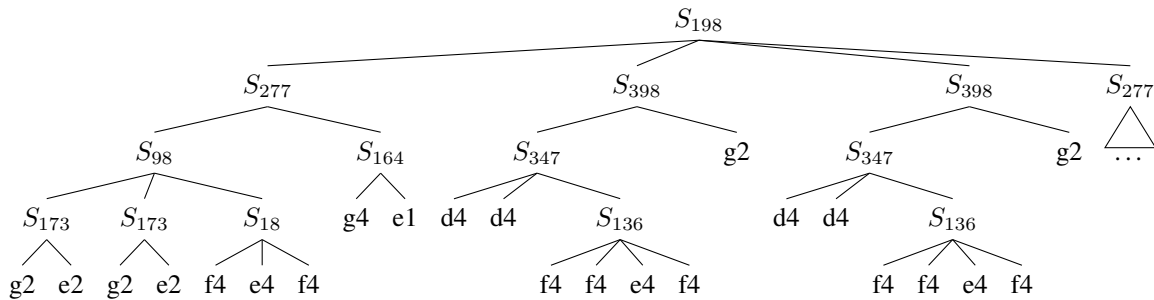 S198
S277 S398 S398 S277
S98 S164 S347 g2 S347 g2 ...
S173 S173 S18 g4 e1 d4 d4 S136 d4 d4 S136
g2 e2 g2 e2 f4 e4 f4 f4 f4 e4 f4 f4 f4 e4 f4